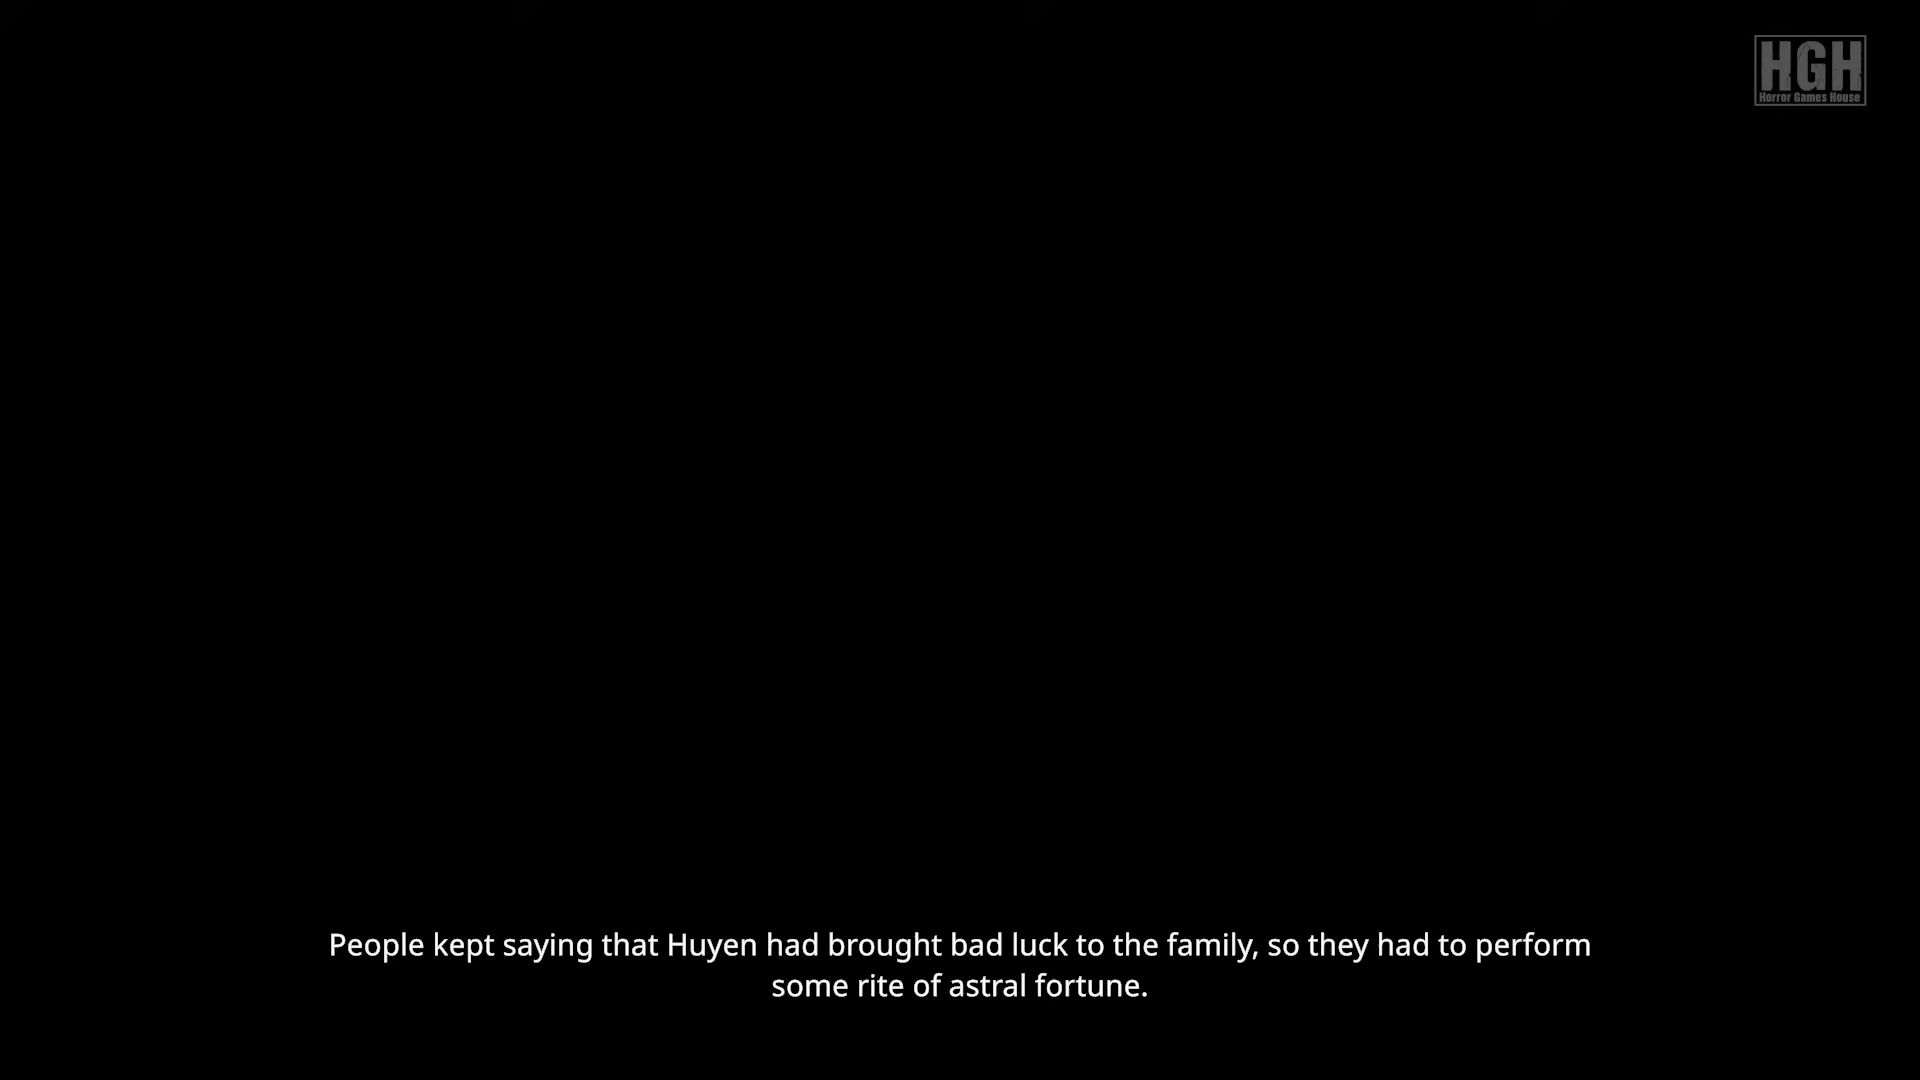 HGH
Horror Games House
People kept saying that Huyen had brought bad luck to the family, so they had to perform
some rite of astral fortune.